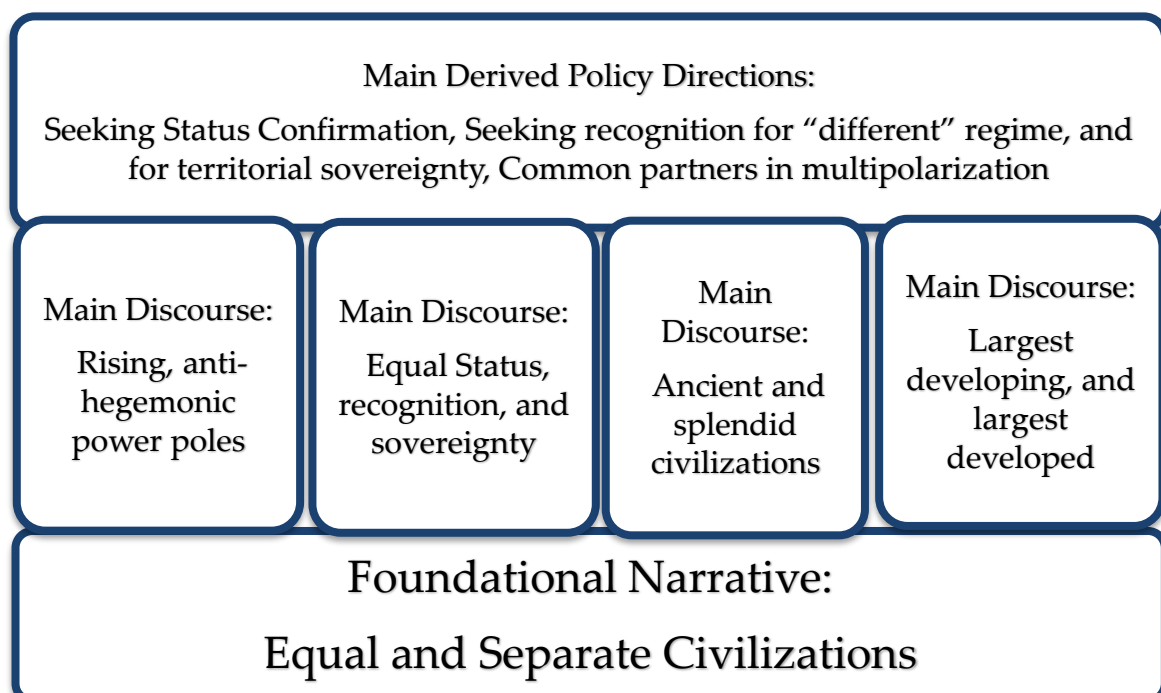 Main Derived Policy Directions:
Seeking Status Confirmation, Seeking recognition for “different” regime, and
for territorial sovereignty, Common partners in multipolarization
Main Discourse:
Rising, anti-
hegemonic
power poles
Main Discourse:
Equal Status,
recognition, and
sovereignty
Main
Discourse:
Ancient and
splendid
civilizations
Main Discourse:
Largest
developing, and
largest
developed
Foundational Narrative:
Equal and Separate Civilizations